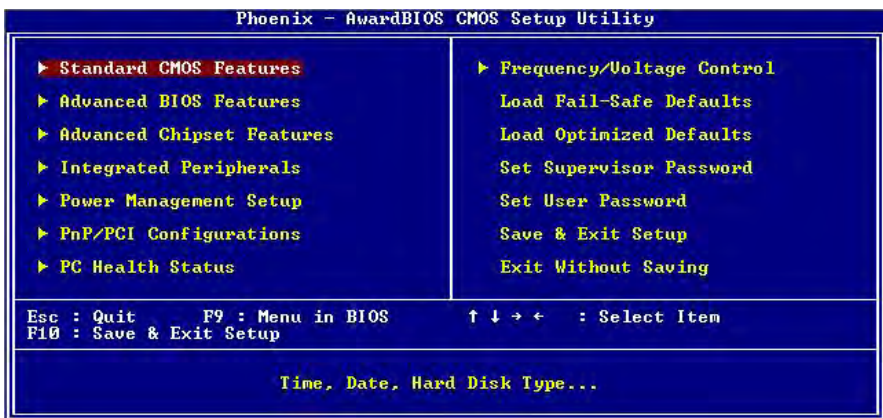 Phoenix - AwardBIOS CMOS Setup Utility
► Standard CMOS Features
► Advanced BIOS Features
► Advanced Chipset Features
► Integrated Peripherals
► Power Management Setup
► PnP/PCI Configurations
► PC Health Status
► Frequency/Voltage Control
Load Fail-Safe Defaults
Load Optimized Defaults
Set Supervisor Password
Set User Password
Save & Exit Setup
Exit Without Saving
Esc : Quit F9 : Menu in BIOS ↑ ↓ → ← : Select Item
F10 : Save & Exit Setup
Time, Date, Hard Disk Type...